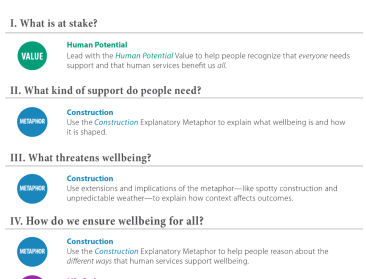 I. What is at stake?
VALUE
Human Potential
Lead with the Human Potential Value to help people recognize that everyone needs
support and that human services benefit us all.
II. What kind of support do people need?
METAPHOR
Construction
Use the Construction Explanatory Metaphor to explain what wellbeing is and how
it is shaped.
III. What threatens wellbeing?
METAPHOR
Construction
Use extensions and implications of the metaphor—like spotty construction and
unpredictable weather—to explain how context affects outcomes.
IV. How do we ensure wellbeing for all?
METAPHOR
Construction
Use the Construction Explanatory Metaphor to help people reason about the
different ways that human services support wellbeing.